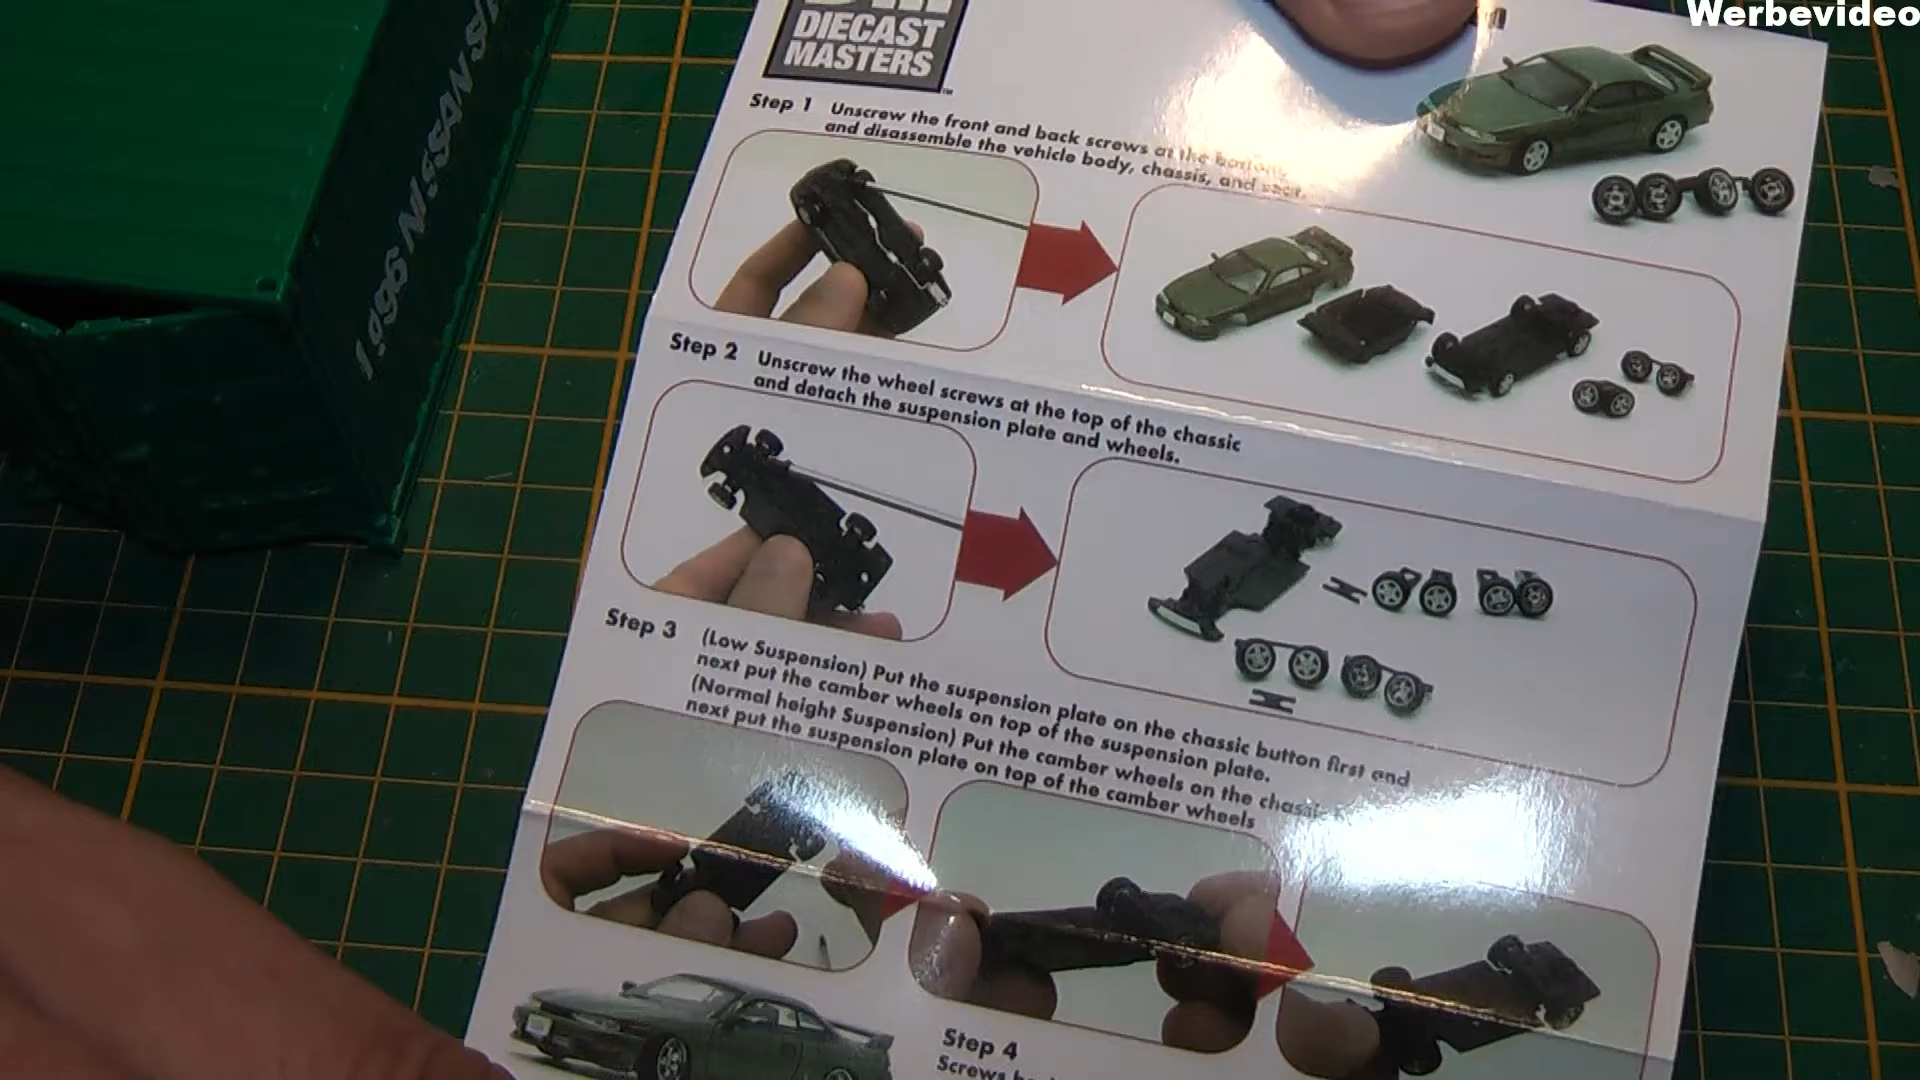 Werbevideo
DIECAST
MASTERS
Step 1 Unscrew the front and back screws at the bottom,
and disassemble the vehicle body, chassis, and seat.
1996 NISSAN
Step 2 Unscrew the wheel screws at the top of the chassic
and detach the suspension plate and wheels.
Step 3 (Low Suspension) Put the suspension plate on the chassic button first and
next put the camber wheels on top of the suspension plate.
(Normal height Suspension) Put the camber wheels on the chassic
next put the suspension plate on top of the camber wheels
Step 4
Screws